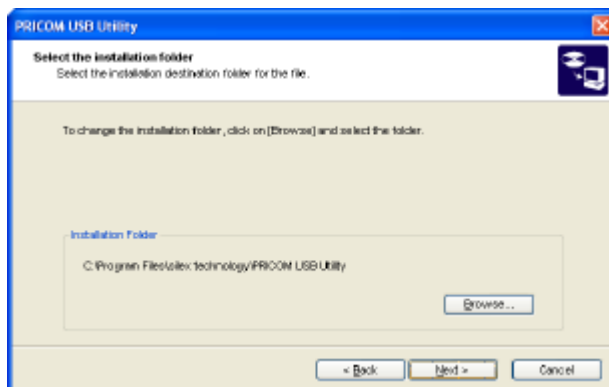 PRICOM USB Utility
Select the installation folder
Select the installation destination folder for the file.
To change the installation folder, click on [Browse] and select the folder.
Installation Folder
C:\Program Files\silex technology\PRICOM USB Utility
Browse...
< Back
Next >
Cancel